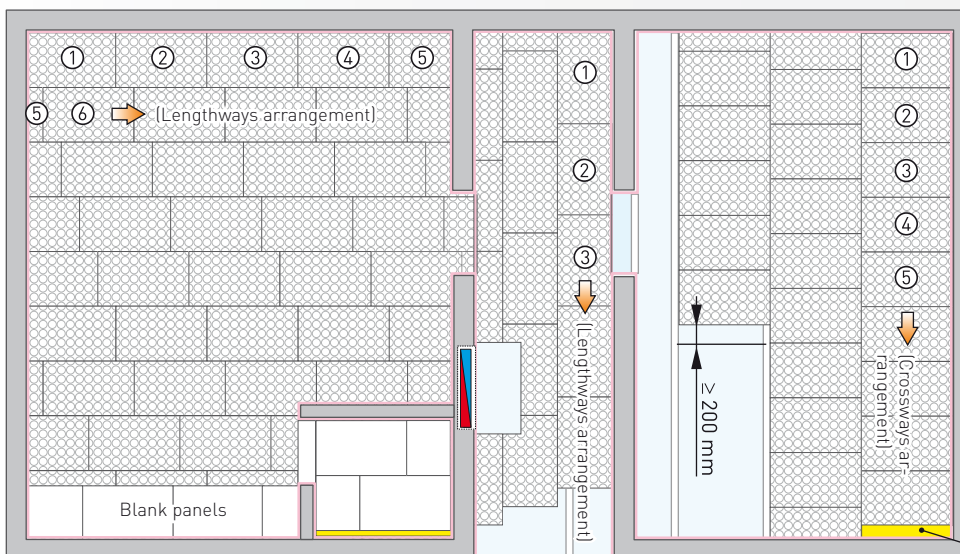 ① ② ③ ④ ⑤
⑤ ⑥ (Lengthways arrangement)
Blank panels
①
②
③
(Lengthways arrangement)
≥ 200 mm
①
②
③
④
⑤
(Crossways ar-
rangement)